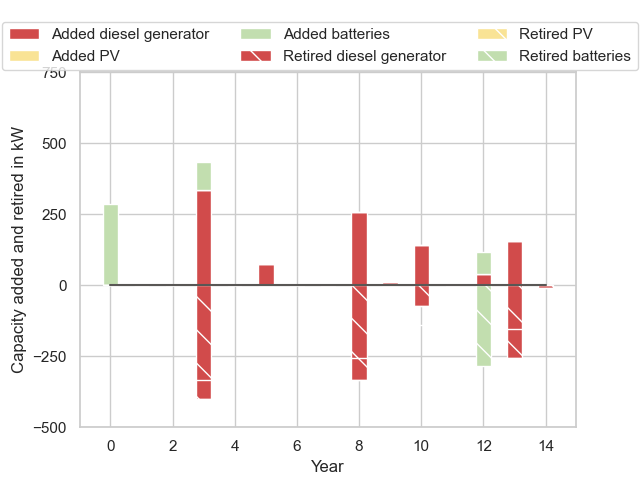 Added diesel generator
Added PV
Added batteries
Retired diesel generator
Retired PV
Retired batteries
750
500
250
0
−250
−500
Capacity added and retired in kW
0 2 4 6 8 10 12 14
Year